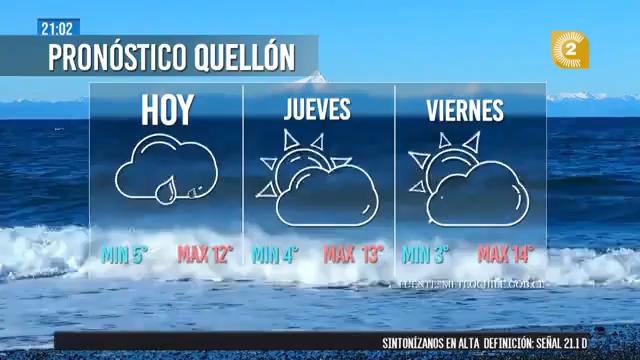 21:02
PRONÓSTICO QUELLÓN
2
HOY
JUEVES
VIERNES
MIN 5° MAX 12°
MIN 4° MAX 13°
MIN 3° MAX 14°
FUENTE: METEOCHILE.GOB.CL
SINTONÍZANOS EN ALTA DEFINICIÓN: SEÑAL 21.1 D